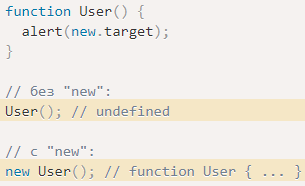 function User() {
  alert(new.target);
}

// без "new":
User(); // undefined

// с "new":
new User(); // function User { ... }